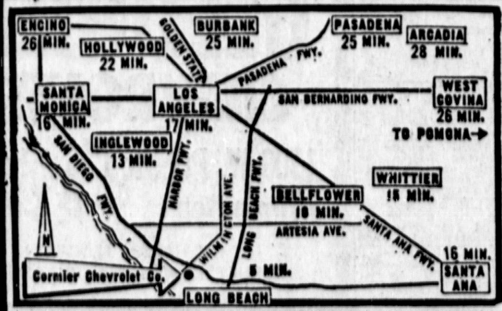 ENCINO
26 MIN.
HOLLYWOOD
22 MIN.
GOLDEN STATE
BURBANK
25 MIN.
PASADENA
25 MIN.
ARCADIA
28 MIN.
PASADENA FWY.
SANTA
MONICA
16 MIN.
LOS
ANGELES
17 MIN.
SAN BERNARDINO FWY.
WEST
COVINA
26 MIN.
TO POMONA
INGLEWOOD
13 MIN.
SAN DIEGO
FWY.
HARBOR FWY.
WILMINGTON AVE.
LONG BEACH FWY.
BELLFLOWER
10 MIN.
ARTESIA AVE.
WHITTIER
MIN.
SANTA ANA FWY.
16 MIN.
SANTA
ANA
N
Cormier Chevrolet Co.
5 MIN.
LONG BEACH